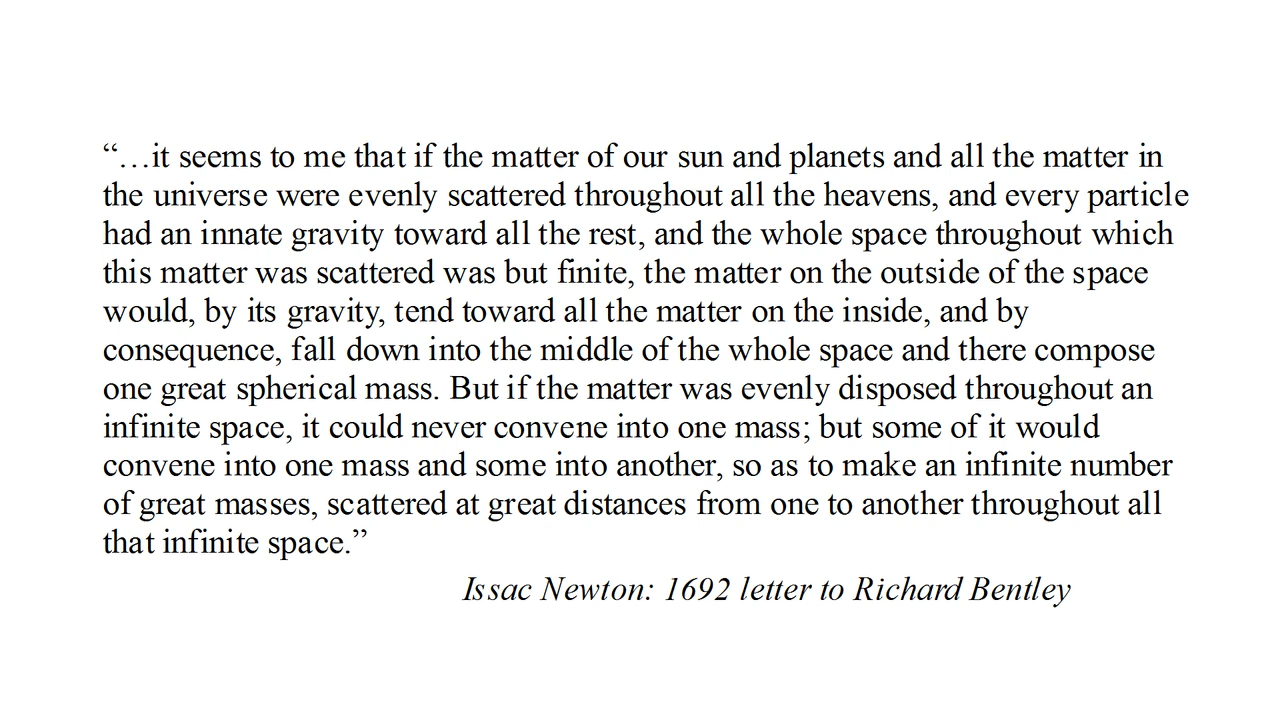 “…it seems to me that if the matter of our sun and planets and all the matter in
the universe were evenly scattered throughout all the heavens, and every particle
had an innate gravity toward all the rest, and the whole space throughout which
this matter was scattered was but finite, the matter on the outside of the space
would, by its gravity, tend toward all the matter on the inside, and by
consequence, fall down into the middle of the whole space and there compose
one great spherical mass. But if the matter was evenly disposed throughout an
infinite space, it could never convene into one mass; but some of it would
convene into one mass and some into another, so as to make an infinite number
of great masses, scattered at great distances from one to another throughout all
that infinite space.”
Issac Newton: 1692 letter to Richard Bentley